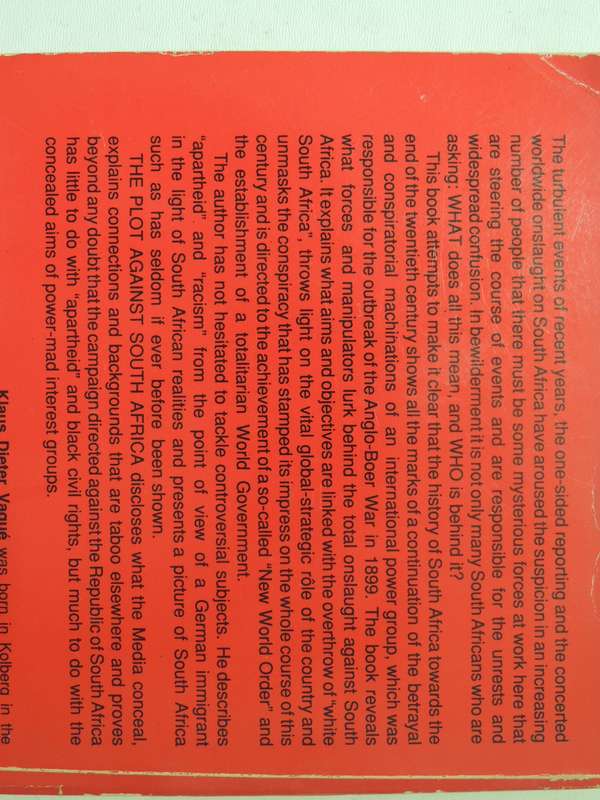 The turbulent events of recent years, the one-sided reporting and the concerted
worldwide onslaught on South Africa have aroused the suspicion in an increasing
number of people that there must be some mysterious forces at work here that
are steering the course of events and are responsible for the unrests and
widespread confusion. In bewilderment it is not only many South Africans who are
asking: WHAT does all this mean, and WHO is behind it?
This book attempts to make it clear that the history of South Africa towards the
end of the twentieth century shows all the marks of a continuation of the betrayal
and conspiratorial machinations of an international power group, which was
responsible for the outbreak of the Anglo-Boer War in 1899. The book reveals
what forces and manipulators lurk behind the total onslaught against South
Africa. It explains what aims and objectives are linked with the overthrow of "white
South Africa", throws light on the vital global-strategic rôle of the country and
unmasks the conspiracy that has stamped its impress on the whole course of this
century and is directed to the achievement of a so-called "New World Order" and
the establishment of a totalitarian World Government.
The author has not hesitated to tackle controversial subjects. He describes
"apartheid" and "racism" from the point of view of a German immigrant
in the light of South African realities and presents a picture of South Africa
such as has seldom if ever before been shown.
THE PLOT AGAINST SOUTH AFRICA discloses what the Media conceal,
explains connections and backgrounds that are taboo elsewhere and proves
beyond any doubt that the campaign directed against the Republic of South Africa
has little to do with "apartheid" and black civil rights, but much to do with the
concealed aims of power-mad interest groups.
Klaus Dieter Vaqué was born in Kolberg in the